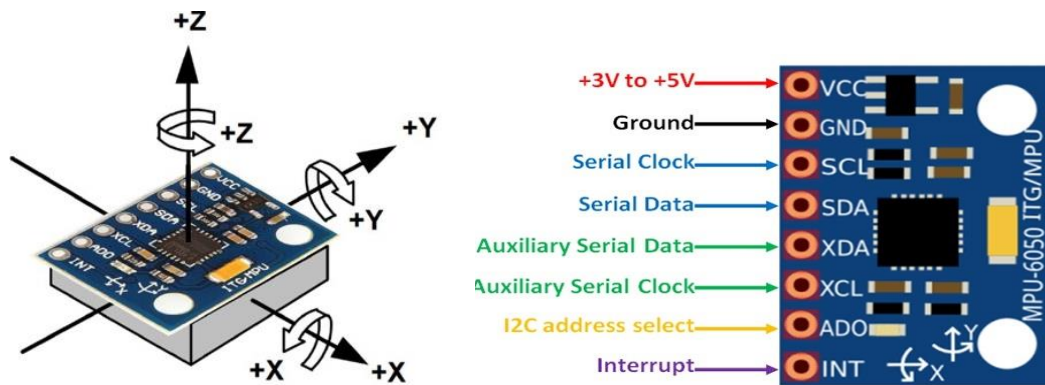 +Z
+Z
+Y
+Y
+X
+X
VCC
GND
SCL
SDA
XDA
XCL
ADO
INT
X
Y
ITG-MPU
+3V to +5V
Ground
Serial Clock
Serial Data
Auxiliary Serial Data
Auxiliary Serial Clock
I2C address select
Interrupt
VCC
GND
SCL
SDA
XDA
XCL
ADO
INT
X
Y
MPU-6050 ITG/MPU